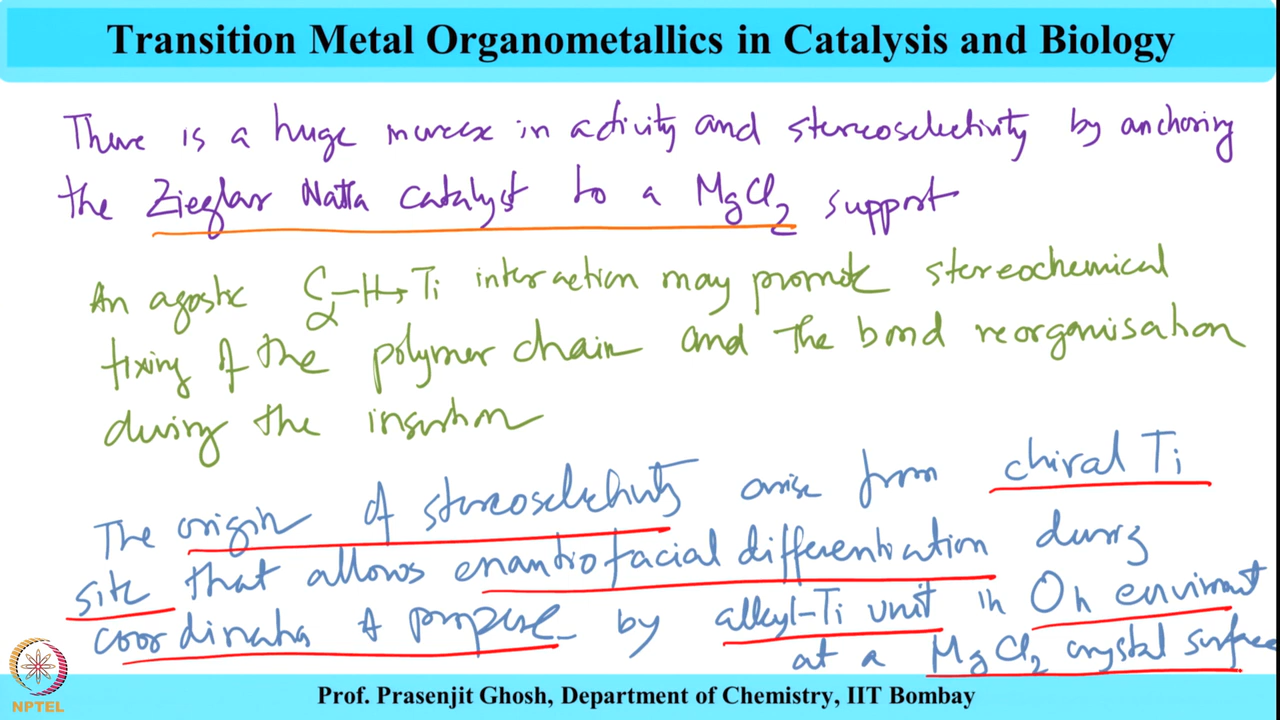 Transition Metal Organometallics in Catalysis and Biology
There is a huge increase in activity and stereoselectivity by anchoring
the Zieglar Natta catalyst to a MgCl2 support
An agostic Cα–H→Ti interaction may promote stereochemical
fixing of the polymer chain and the bond reorganisation
during the insertion
The origin of stereoselectivity arise from chiral Ti
site that allows enantiofacial differentiation during
coordination of propene by alkyl-Ti unit in Oh environment
at a MgCl2 crystal surface
NPTEL
Prof. Prasenjit Ghosh, Department of Chemistry, IIT Bombay